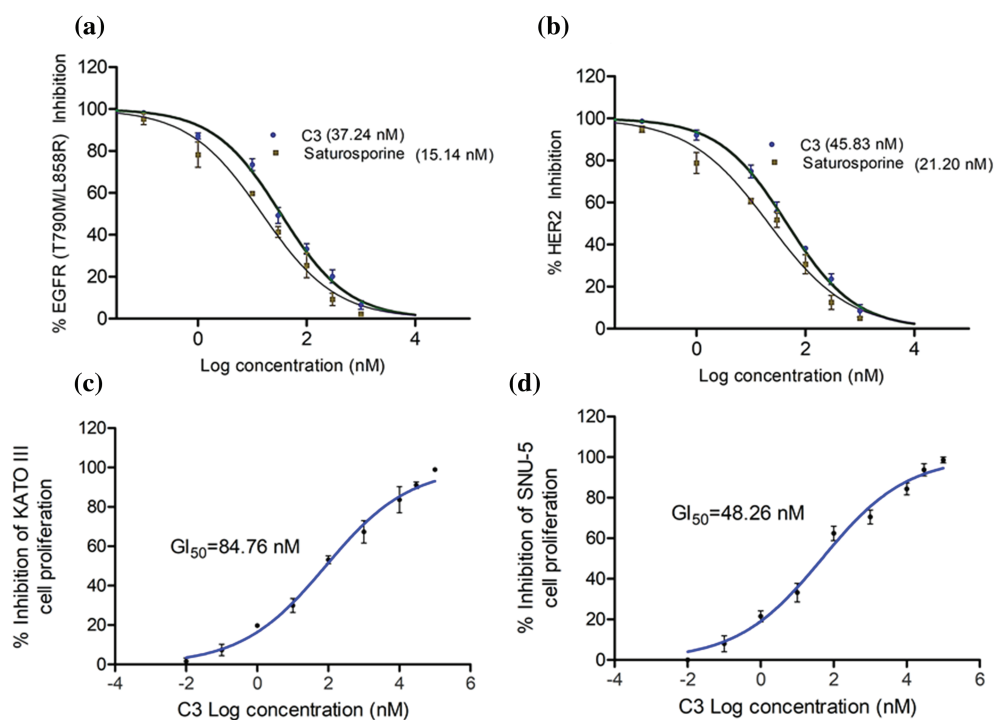 (a)
% EGFR (T790M/L858R) Inhibition
120
100
80
60
40
20
0
C3 (37.24 nM)
Saturosporine (15.14 nM)
0
2
4
Log concentration (nM)
(b)
% HER2 Inhibition
120
100
80
60
40
20
0
C3 (45.83 nM)
Saturosporine (21.20 nM)
0
2
4
Log concentration (nM)
(c)
% Inhibition of KATO III
cell proliferation
120
100
80
60
40
20
0
GI50=84.76 nM
-4
-2
0
2
4
6
C3 Log concentration (nM)
(d)
% Inhibition of SNU-5
cell proliferation
120
100
80
60
40
20
0
GI50=48.26 nM
-4
-2
0
2
4
6
C3 Log concentration (nM)